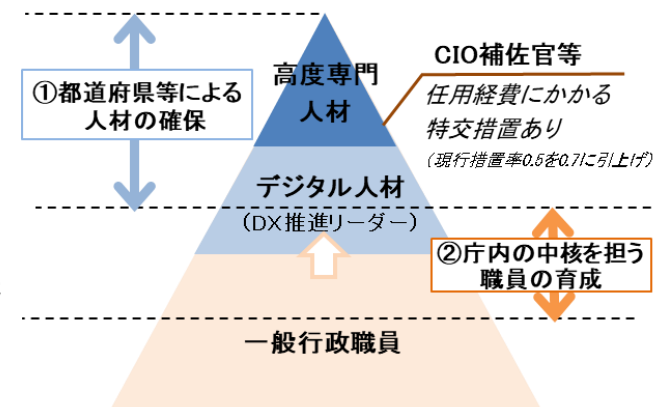 高度専門
人材
CIO補佐官等
任用経費にかかる
特交措置あり
(現行措置率0.5を0.7に引上げ)
①都道府県等による
人材の確保
デジタル人材
(DX推進リーダー)
②庁内の中核を担う
職員の育成
一般行政職員